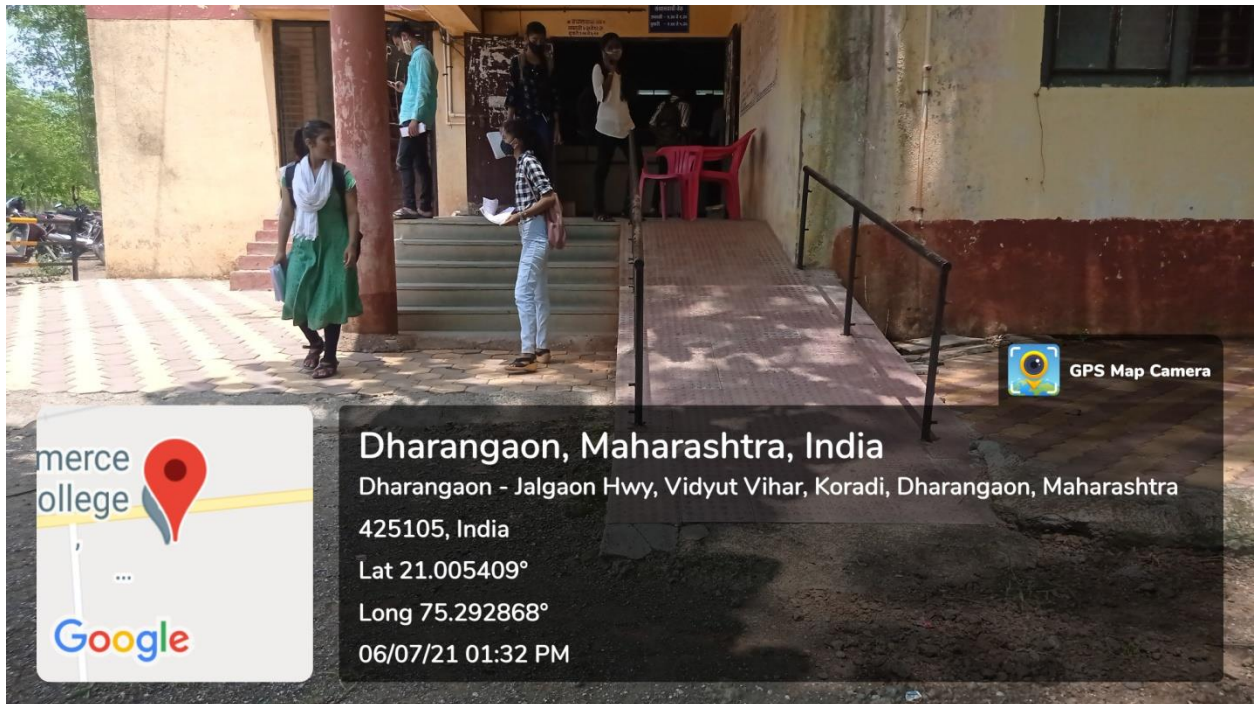 GPS Map Camera
merce
ollege
Google
Dharangaon, Maharashtra, India
Dharangaon - Jalgaon Hwy, Vidyut Vihar, Koradi, Dharangaon, Maharashtra
425105, India
Lat 21.005409°
Long 75.292868°
06/07/21 01:32 PM